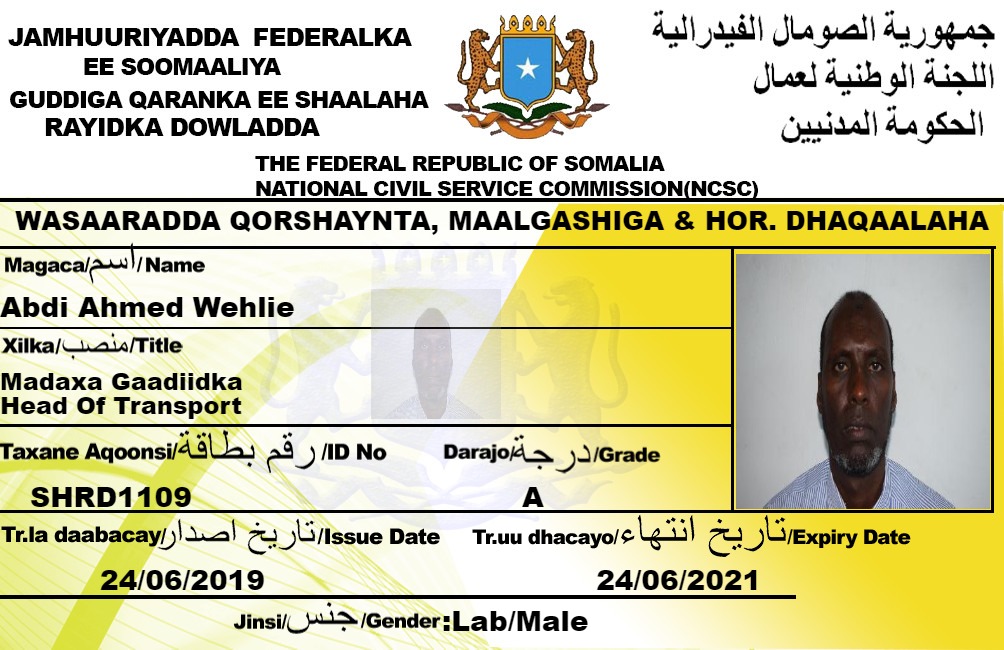 JAMHUURIYADDA FEDERALKA
EE SOOMAALIYA
GUDDIGA QARANKA EE SHAALAHA
RAYIDKA DOWLADDA
جمهورية الصومال الفيدرالية
اللجنة الوطنية لعمال
الحكومة المدنيين
THE FEDERAL REPUBLIC OF SOMALIA
NATIONAL CIVIL SERVICE COMMISSION(NCSC)
WASAARADDA QORSHAYNTA, MAALGASHIGA & HOR. DHAQAALAHA
Magaca/اسم/Name
Abdi Ahmed Wehlie
Xilka/منصب/Title
Madaxa Gaadiidka
Head Of Transport
Taxane Aqoonsi/رقم بطاقة/ID No Darajo/درجة/Grade
SHRD1109 A
Tr.la daabacay/تاريخ اصدار/Issue Date Tr.uu dhacayo/تاريخ انتهاء/Expiry Date
24/06/2019 24/06/2021
Jinsi/جنس/Gender:Lab/Male